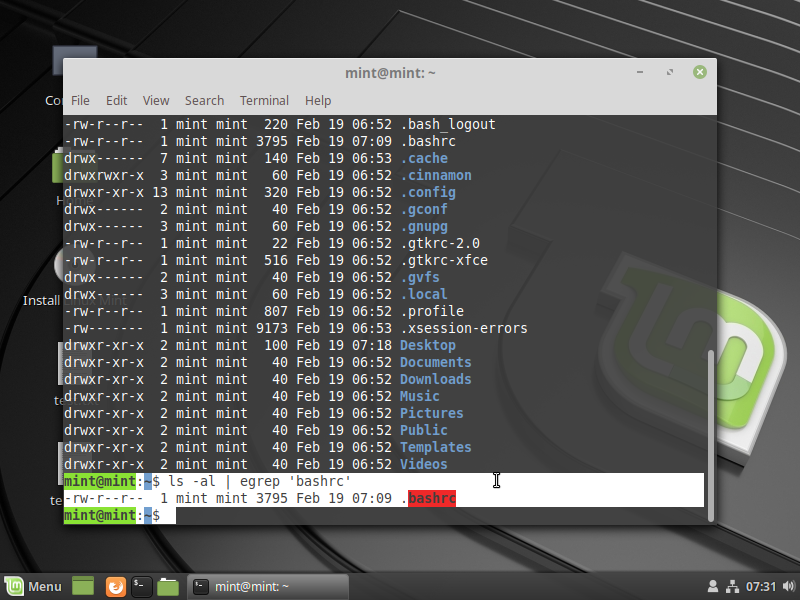 mint@mint: ~
File Edit View Search Terminal Help
-rw-r--r--  1 mint mint  220 Feb 19 06:52 .bash_logout
-rw-r--r--  1 mint mint 3795 Feb 19 07:09 .bashrc
drwx------  7 mint mint  140 Feb 19 06:53 .cache
drwxrwxr-x  3 mint mint   60 Feb 19 06:52 .cinnamon
drwxr-xr-x 13 mint mint  320 Feb 19 06:52 .config
drwx------  2 mint mint   40 Feb 19 06:52 .gconf
drwx------  3 mint mint   60 Feb 19 06:52 .gnupg
-rw-r--r--  1 mint mint   22 Feb 19 06:52 .gtkrc-2.0
-rw-r--r--  1 mint mint  516 Feb 19 06:52 .gtkrc-xfce
drwx------  2 mint mint   40 Feb 19 06:52 .gvfs
drwx------  3 mint mint   60 Feb 19 06:52 .local
-rw-r--r--  1 mint mint  807 Feb 19 06:52 .profile
-rw-------  1 mint mint 9173 Feb 19 06:53 .xsession-errors
drwxr-xr-x  2 mint mint  100 Feb 19 07:18 Desktop
drwxr-xr-x  2 mint mint   40 Feb 19 06:52 Documents
drwxr-xr-x  2 mint mint   40 Feb 19 06:52 Downloads
drwxr-xr-x  2 mint mint   40 Feb 19 06:52 Music
drwxr-xr-x  2 mint mint   40 Feb 19 06:52 Pictures
drwxr-xr-x  2 mint mint   40 Feb 19 06:52 Public
drwxr-xr-x  2 mint mint   40 Feb 19 06:52 Templates
drwxr-xr-x  2 mint mint   40 Feb 19 06:52 Videos
mint@mint:~$ ls -al | egrep 'bashrc'
-rw-r--r--  1 mint mint 3795 Feb 19 07:09 .bashrc
mint@mint:~$
Home
Install Linux Mint
Menu
mint@mint: ~
07:31